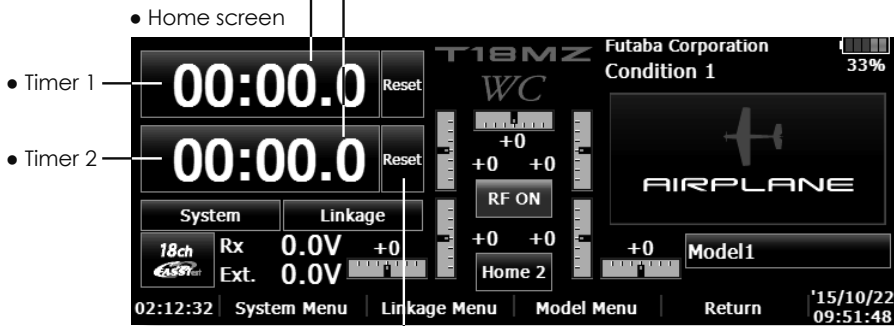 ● Home screen
● Timer 1
● Timer 2
00:00.0 Reset
00:00.0 Reset
T18MZ
WC
Futaba Corporation
Condition 1
33%
+0
+0 +0
RF ON
AIRPLANE
System Linkage
18ch
FASSTest
Rx 0.0V
Ext. 0.0V
+0
+0 +0
Home 2
+0
Model1
02:12:32 System Menu Linkage Menu Model Menu Return '15/10/22
09:51:48